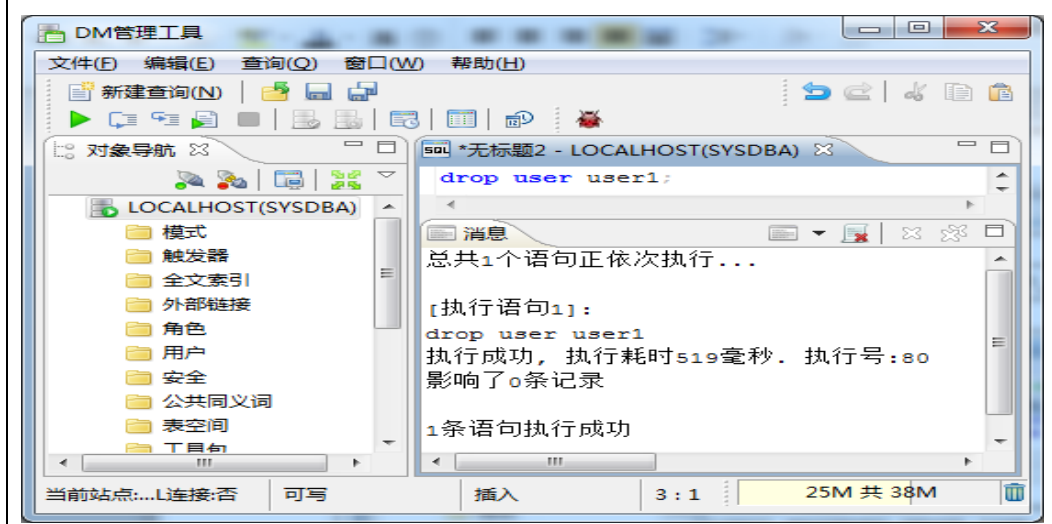 DM管理工具
文件(F) 编辑(E) 查询(Q) 窗口(W) 帮助(H)
新建查询(N)
对象导航
*无标题2 - LOCALHOST(SYSDBA)
drop user user1;
LOCALHOST(SYSDBA)
模式
触发器
全文索引
外部链接
角色
用户
安全
公共同义词
表空间
工具包
消息
总共1个语句正依次执行...
[执行语句1]:
drop user user1
执行成功, 执行耗时519毫秒. 执行号:80
影响了0条记录
1条语句执行成功
当前站点:...L连接:否 可写 插入 3 : 1 25M 共 38M